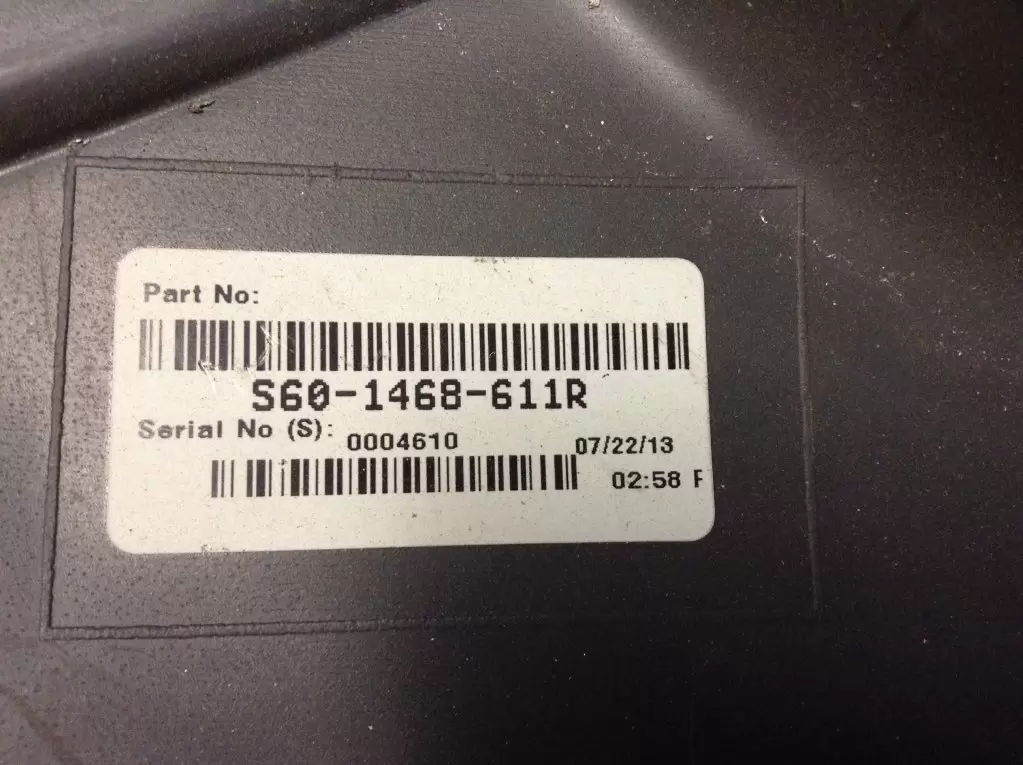 Part No:
S60-1468-611R
Serial No (S): 0004610 07/22/13
02:58 F